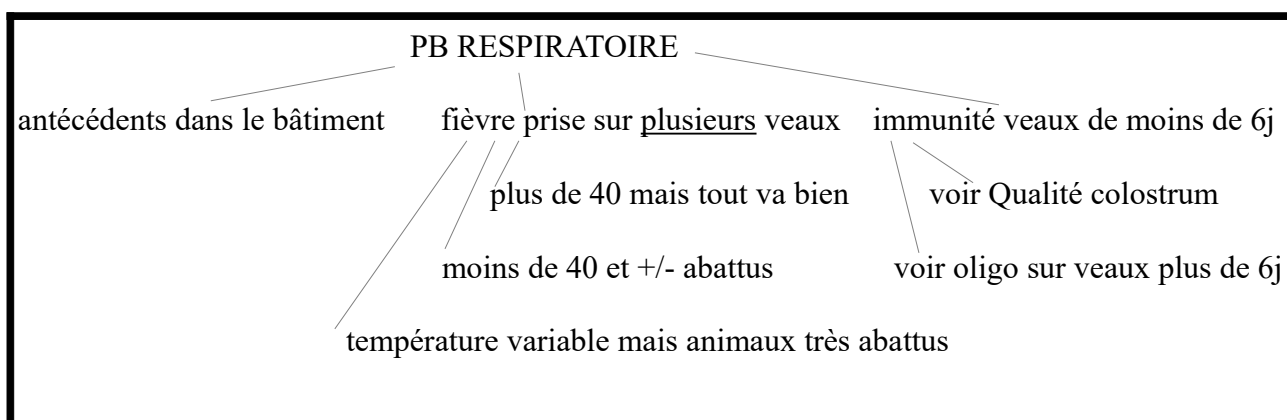 PB RESPIRATOIRE
antécédents dans le bâtiment fièvre prise sur plusieurs veaux immunité veaux de moins de 6j
plus de 40 mais tout va bien voir Qualité colostrum
moins de 40 et +/- abattus voir oligo sur veaux plus de 6j
température variable mais animaux très abattus